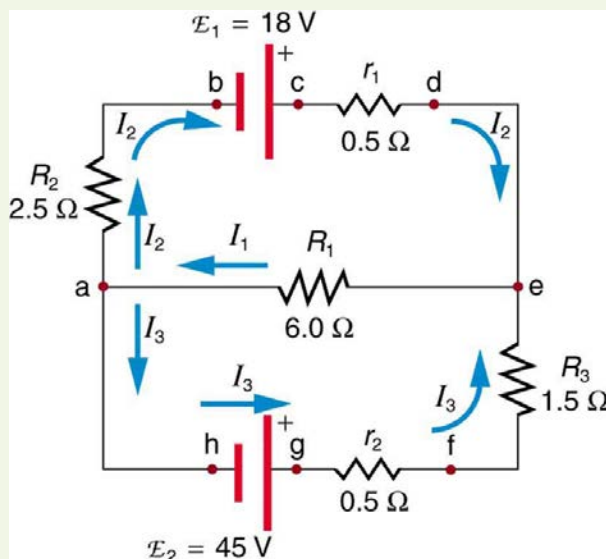 ℰ₁ = 18 V
+
b
c
r₁
d
0.5 Ω
I₂
I₂
R₂
2.5 Ω
I₂
I₁
R₁
a
e
6.0 Ω
I₃
R₃
1.5 Ω
I₃
I₃
+
h
g
r₂
f
0.5 Ω
ℰ₂ = 45 V